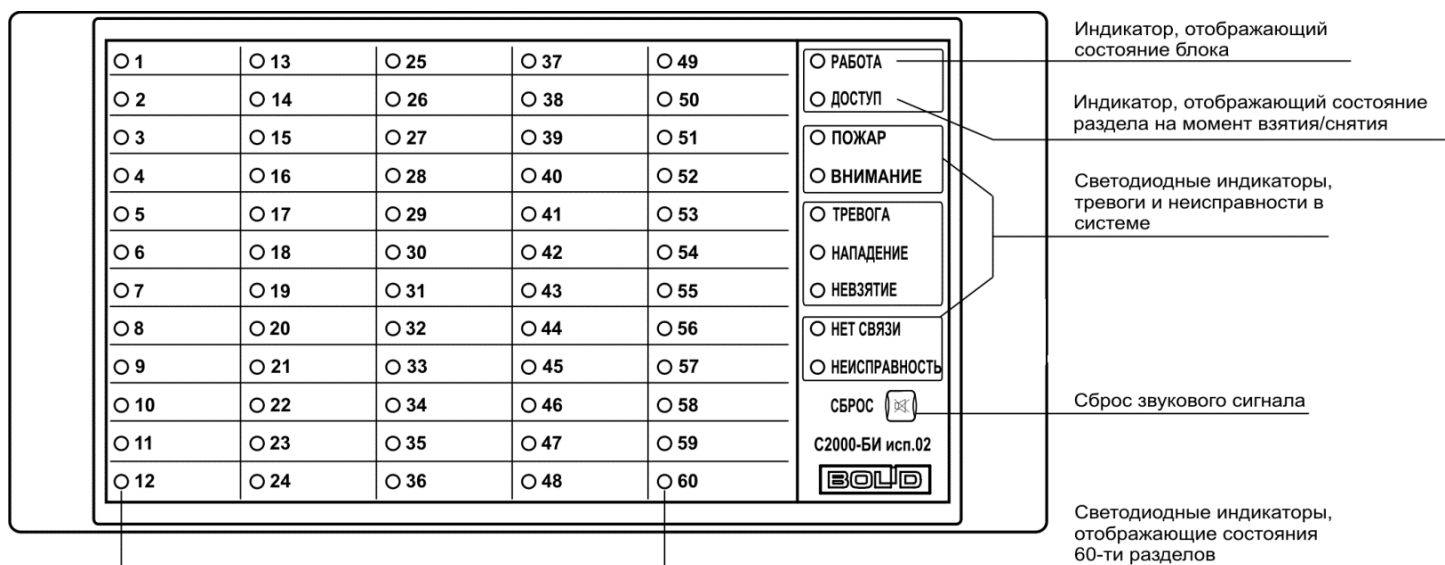 1 13 25 37 49 РАБОТА
2 14 26 38 50 ДОСТУП
3 15 27 39 51 ПОЖАР
4 16 28 40 52 ВНИМАНИЕ
5 17 29 41 53 ТРЕВОГА
6 18 30 42 54 НАПАДЕНИЕ
7 19 31 43 55 НЕВЗЯТИЕ
8 20 32 44 56 НЕТ СВЯЗИ
9 21 33 45 57 НЕИСПРАВНОСТЬ
10 22 34 46 58 СБРОС
11 23 35 47 59 С2000-БИ исп.02
12 24 36 48 60 BOLID
Индикатор, отображающий
состояние блока
Индикатор, отображающий состояние
раздела на момент взятия/снятия
Светодиодные индикаторы,
тревоги и неисправности в
системе
Сброс звукового сигнала
Светодиодные индикаторы,
отображающие состояния
60-ти разделов